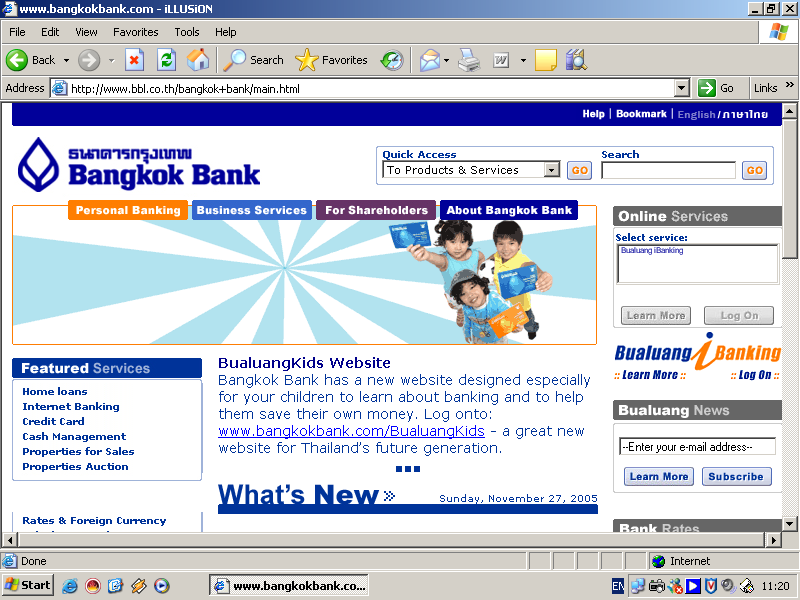 www.bangkokbank.com - iLLUSiON
File Edit View Favorites Tools Help
Back Search Favorites
Address http://www.bbl.co.th/bangkok+bank/main.html Go Links »
Help | Bookmark | English/ภาษาไทย
ธนาคารกรุงเทพ
Bangkok Bank
Quick Access
To Products & Services GO
Search
GO
Personal Banking Business Services For Shareholders About Bangkok Bank
Online Services
Select service:
Bualuang iBanking
Learn More Log On
Bualuang iBanking
:: Learn More :: :: Log On ::
Featured Services
Home loans
Internet Banking
Credit Card
Cash Management
Properties for Sales
Properties Auction
Rates & Foreign Currency
BualuangKids Website
Bangkok Bank has a new website designed especially
for your children to learn about banking and to help
them save their own money. Log onto:
www.bangkokbank.com/BualuangKids - a great new
website for Thailand's future generation.
What's New »
Sunday, November 27, 2005
Bualuang News
--Enter your e-mail address--
Learn More Subscribe
Bank Rates
Done Internet
Start www.bangkokbank.co... EN 11:20